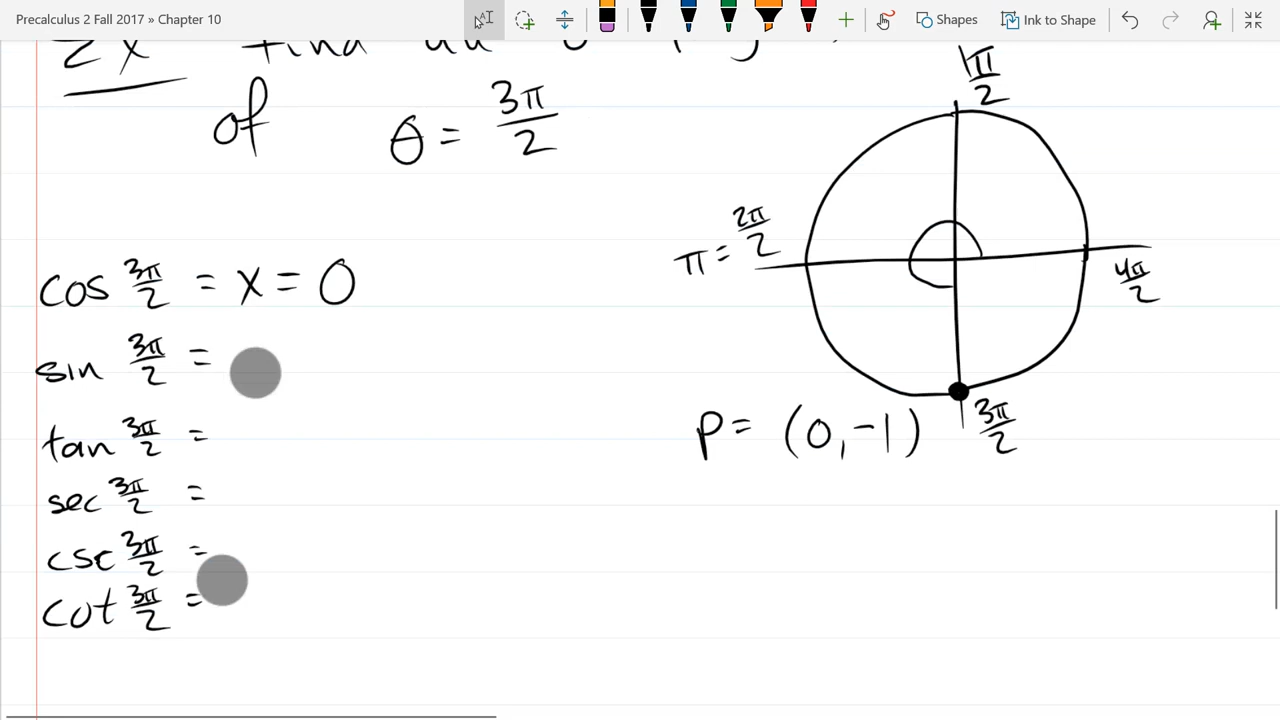 Precalculus 2 Fall 2017 » Chapter 10
Shapes
Ink to Shape
of θ = 3π/2
1π/2
π = 2π/2
4π/2
cos 3π/2 = x = 0
sin 3π/2 =
tan 3π/2 =
P = (0, -1)
3π/2
sec 3π/2 =
csc 3π/2 =
cot 3π/2 =